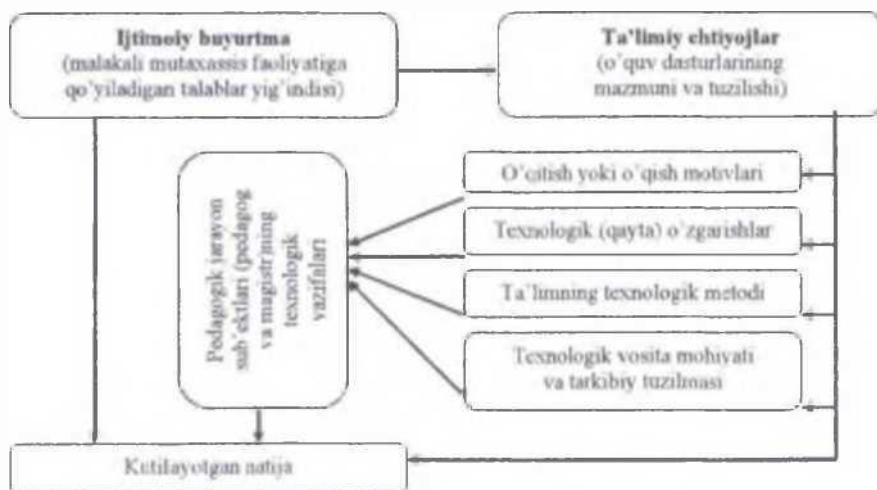 Ijtimoiy buyurtma
(malakali mutaxassis faoliyatiga
qo'yiladigan talablar yig'indisi)
Ta'limiy ehtiyojlar
(o'quv dasturlarining
mazmuni va tuzilishi)
Pedagogik jarayon
sub'ektlari (pedagog
va magistr)ning
texnologik
vazifalari
O'qitish yoki o'qish motivlari
Texnologik (qayta) o'zgarishlar
Ta'limning texnologik metodi
Texnologik vosita mohiyati
va tarkibiy tuzilmasi
Kutilayotgan natija